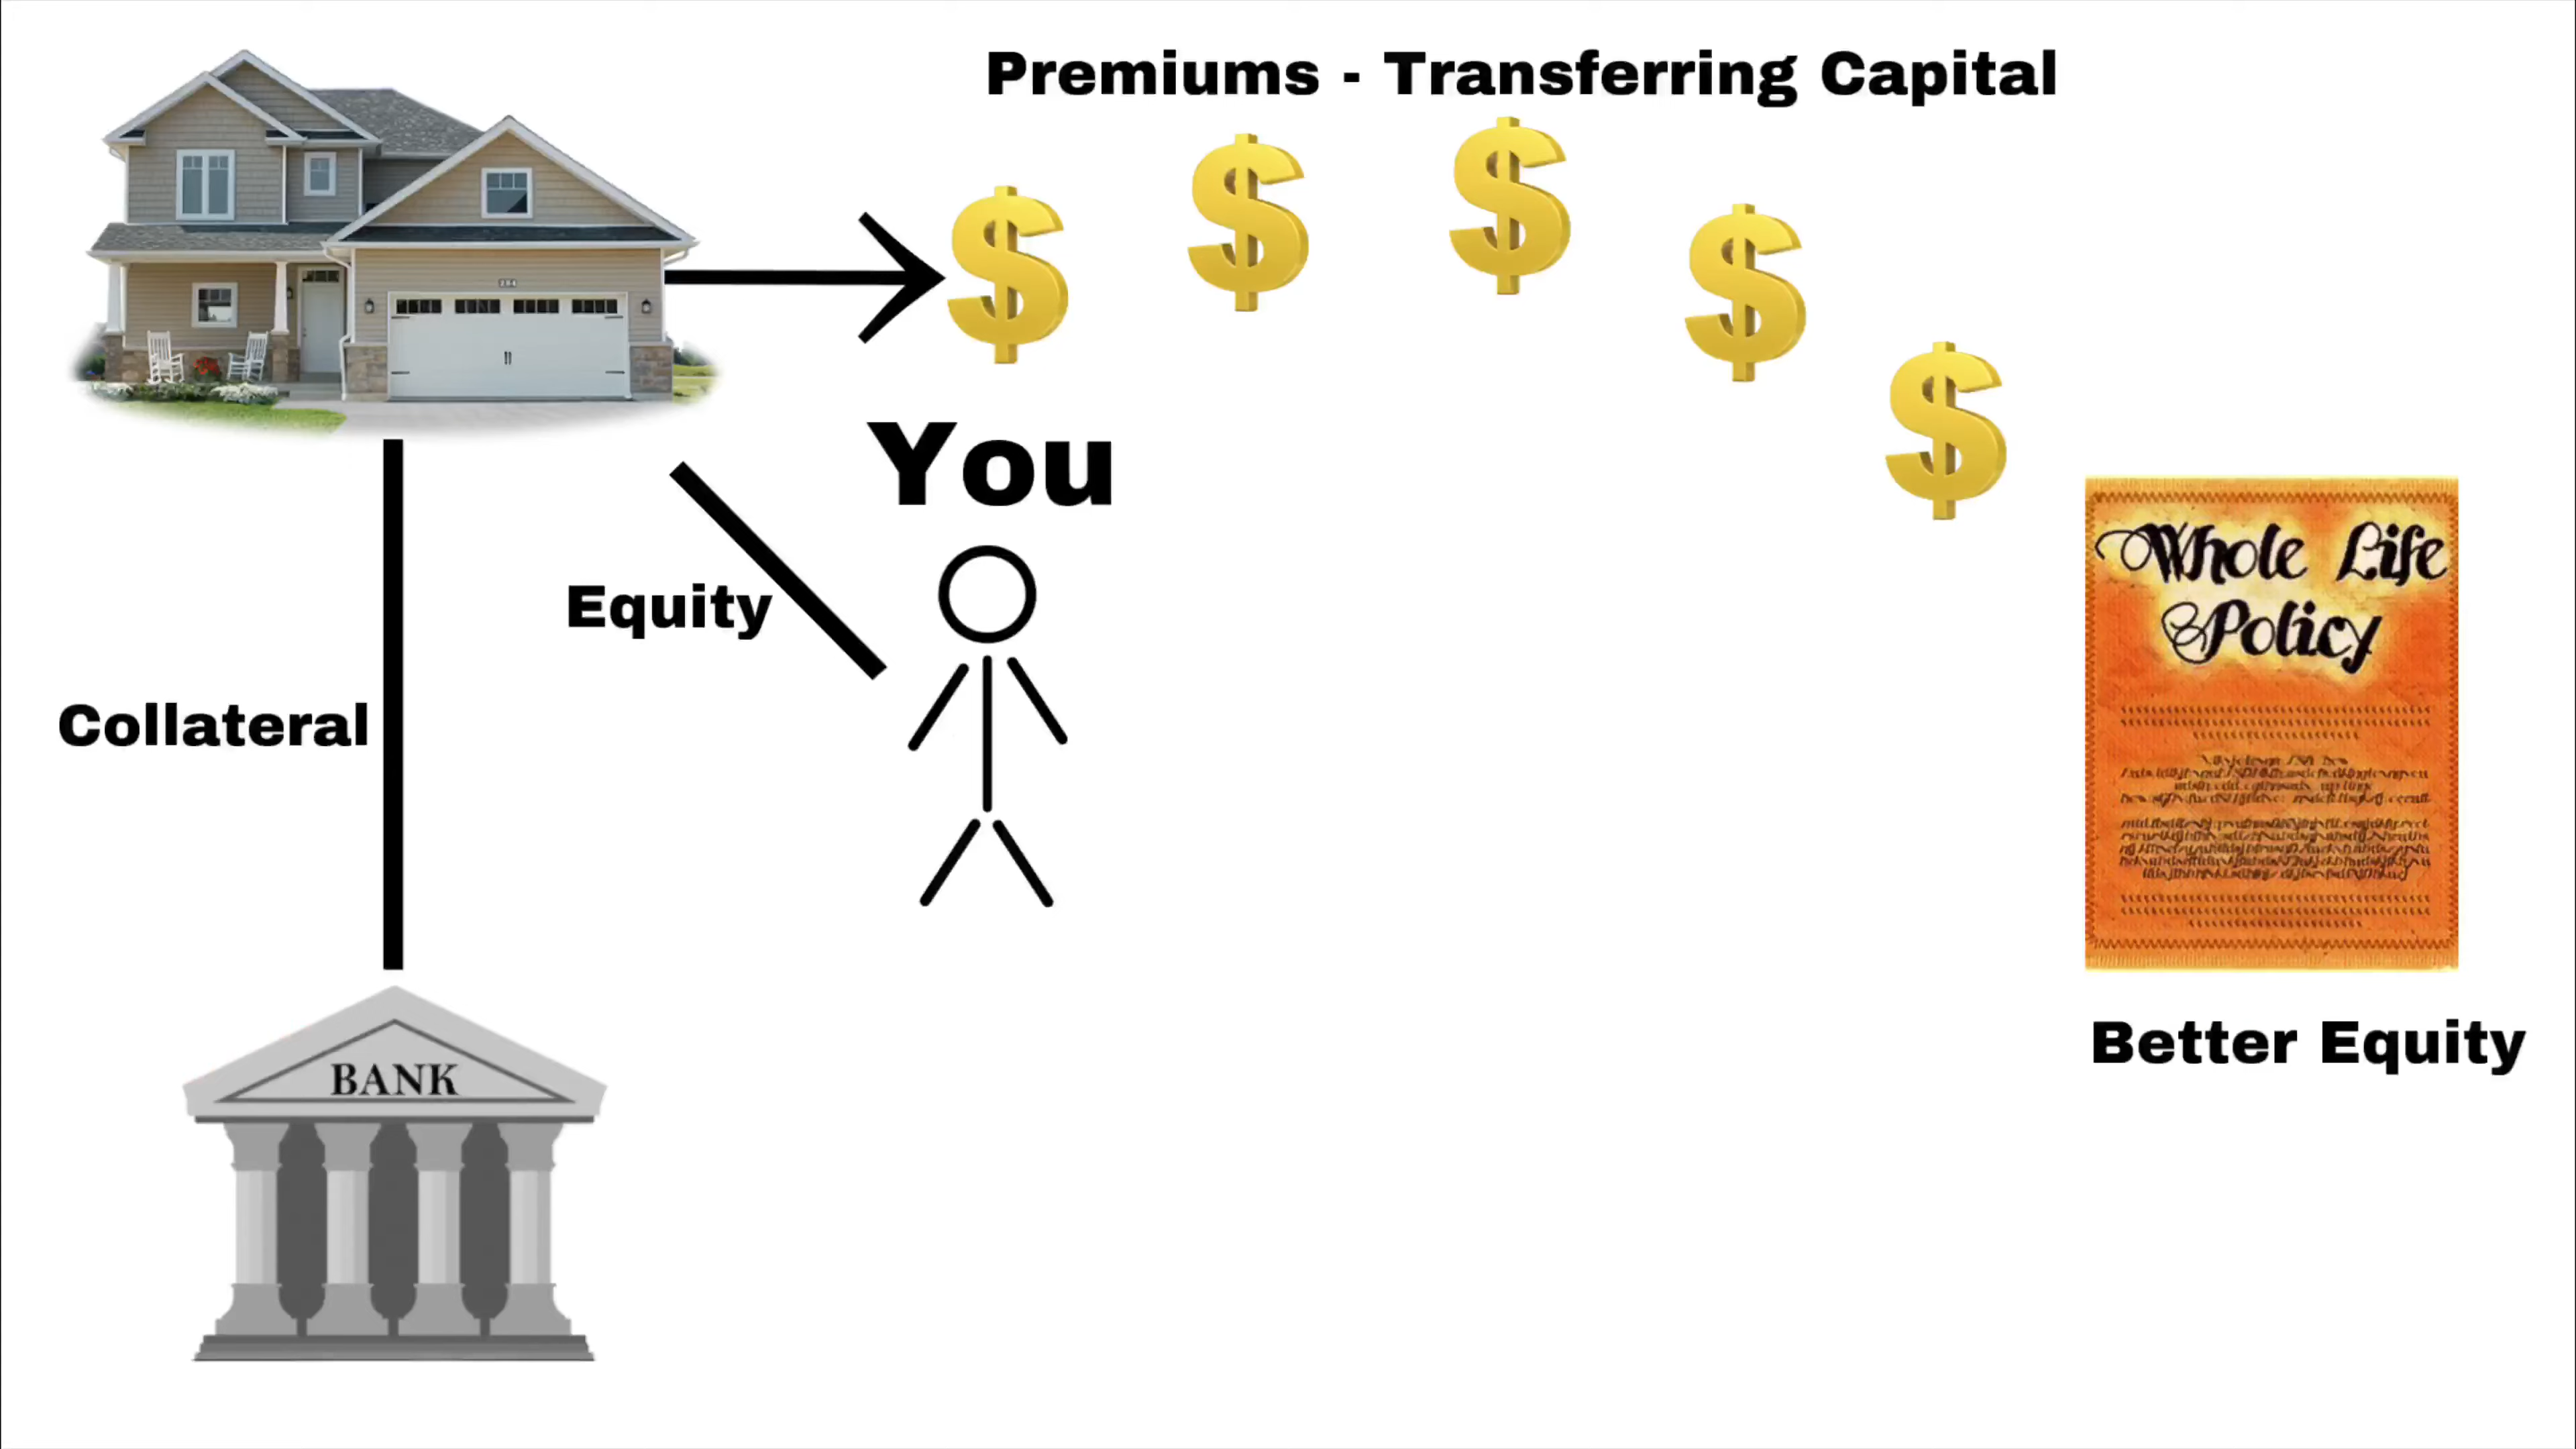 Premiums - Transferring Capital
You
Equity
Collateral
BANK
Whole Life
Policy
Better Equity